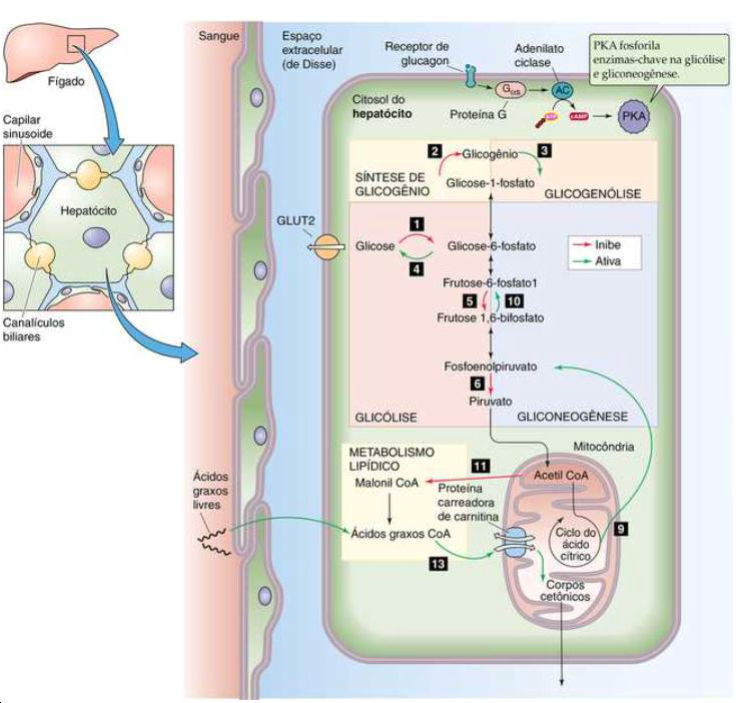 Fígado
Capilar
sinusoide
Hepatócito
Canalículos
biliares
Sangue
Espaço
extracelular
(de Disse)
Receptor de
glucagon
Adenilato
ciclase
PKA fosforila
enzimas-chave na glicólise
e gliconeogênese.
Citosol do
hepatócito
Proteína G
Gαs
AC
ATP
cAMP
PKA
2
Glicogênio
3
SÍNTESE DE
GLICOGÊNIO
Glicose-1-fosfato
GLICOGENÓLISE
GLUT2
1
Glicose
Glicose-6-fosfato
4
Inibe
Ativa
Frutose-6-fosfato1
5
10
Frutose 1,6-bifosfato
Fosfoenolpiruvato
6
Piruvato
GLICÓLISE
GLICONEOGÊNESE
Mitocôndria
METABOLISMO
LIPÍDICO
11
Acetil CoA
Malonil CoA
Proteína
carreadora
de carnitina
Ácidos
graxos
livres
Ácidos graxos CoA
9
Ciclo do
ácido
cítrico
13
Corpos
cetônicos